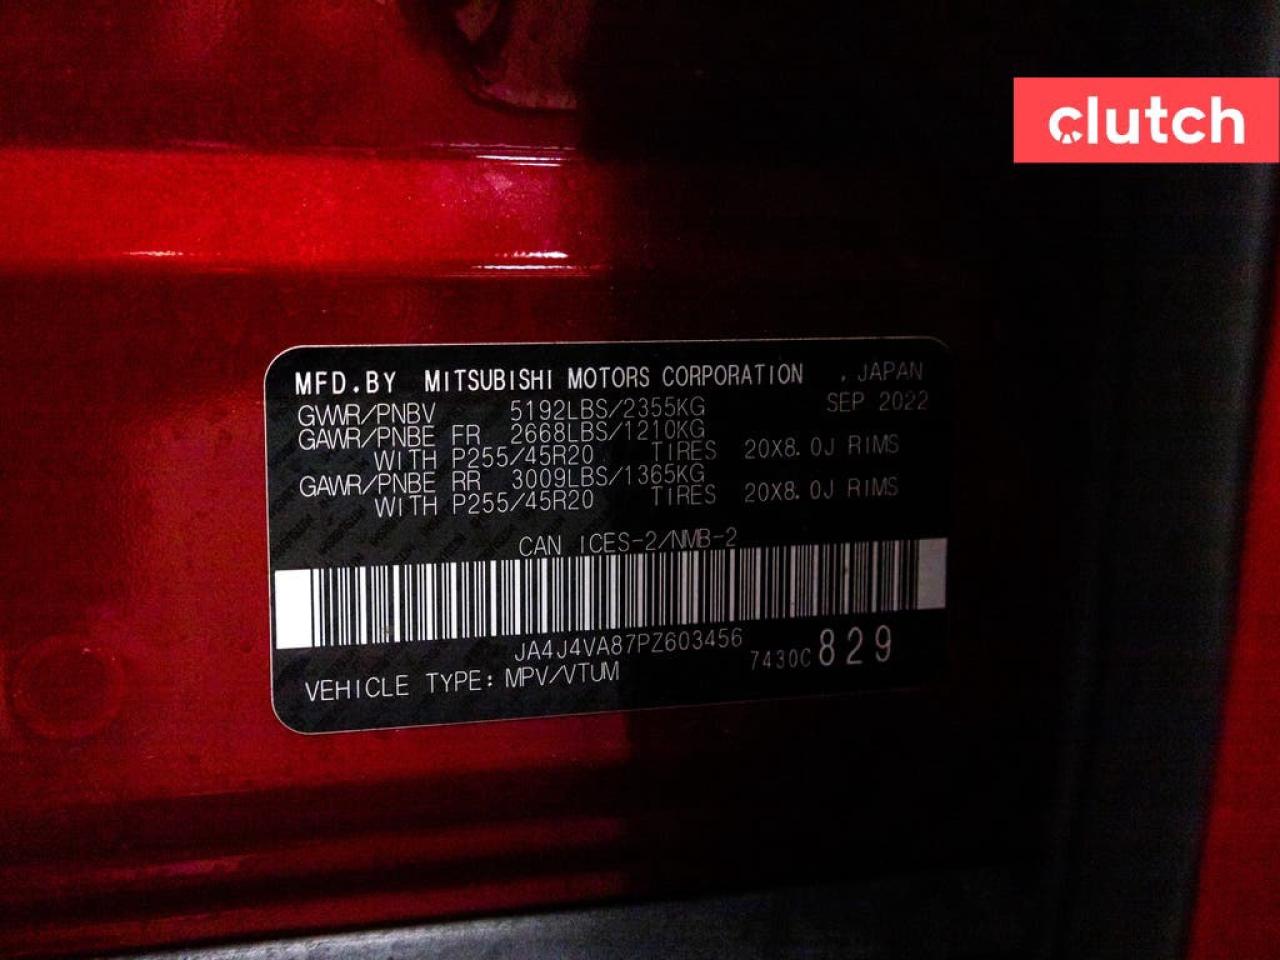 clutch
MFD.BY MITSUBISHI MOTORS CORPORATION , JAPAN
GVWR/PNBV 5192LBS/2355KG SEP 2022
GAWR/PNBE FR 2668LBS/1210KG
WITH P255/45R20 TIRES 20X8.0J RIMS
GAWR/PNBE RR 3009LBS/1365KG
WITH P255/45R20 TIRES 20X8.0J RIMS
CAN ICES-2/NMB-2
JA4J4VA87PZ603456
7430C 829
VEHICLE TYPE: MPV/VTUM